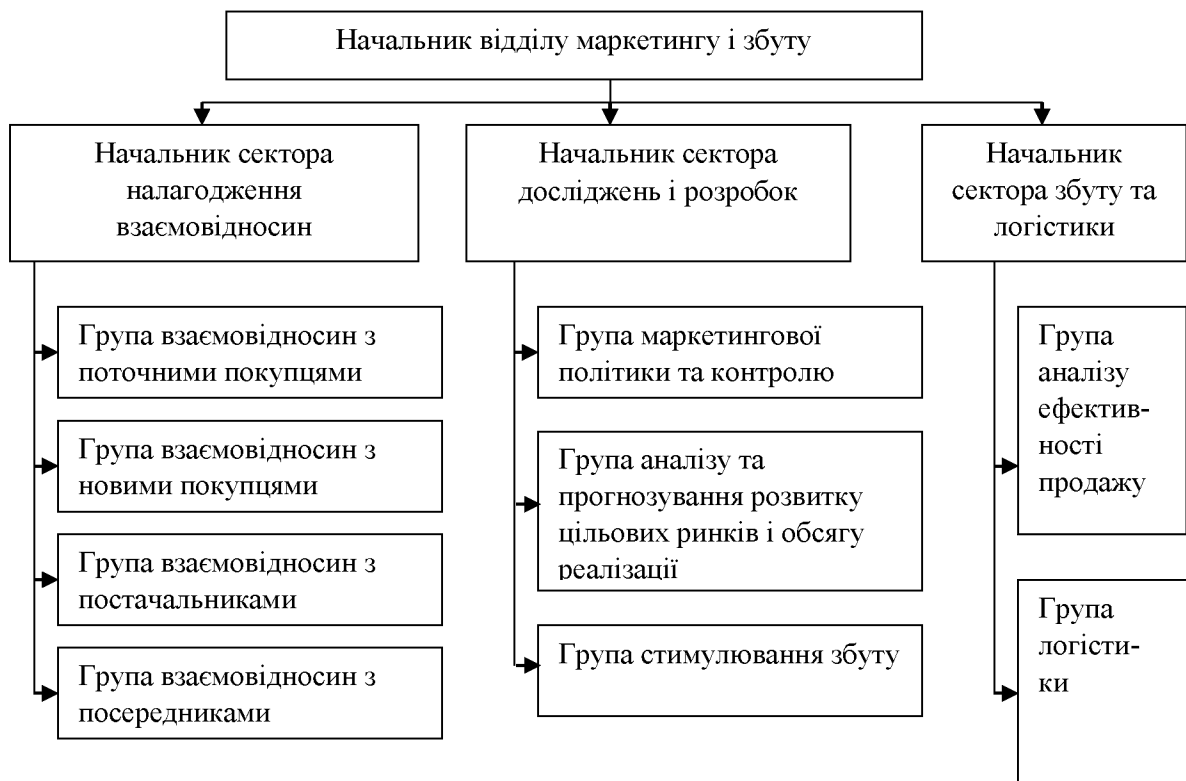 Начальник відділу маркетингу і збуту
Начальник сектора
налагодження
взаємовідносин
Начальник сектора
досліджень і розробок
Начальник
сектора збуту та
логістики
Група взаємовідносин з
поточними покупцями
Група взаємовідносин з
новими покупцями
Група взаємовідносин з
постачальниками
Група взаємовідносин з
посередниками
Група маркетингової
політики та контролю
Група аналізу та
прогнозування розвитку
цільових ринків і обсягу
реалізації
Група стимулювання збуту
Група
аналізу
ефектив-
ності
продажу
Група
логісти-
ки